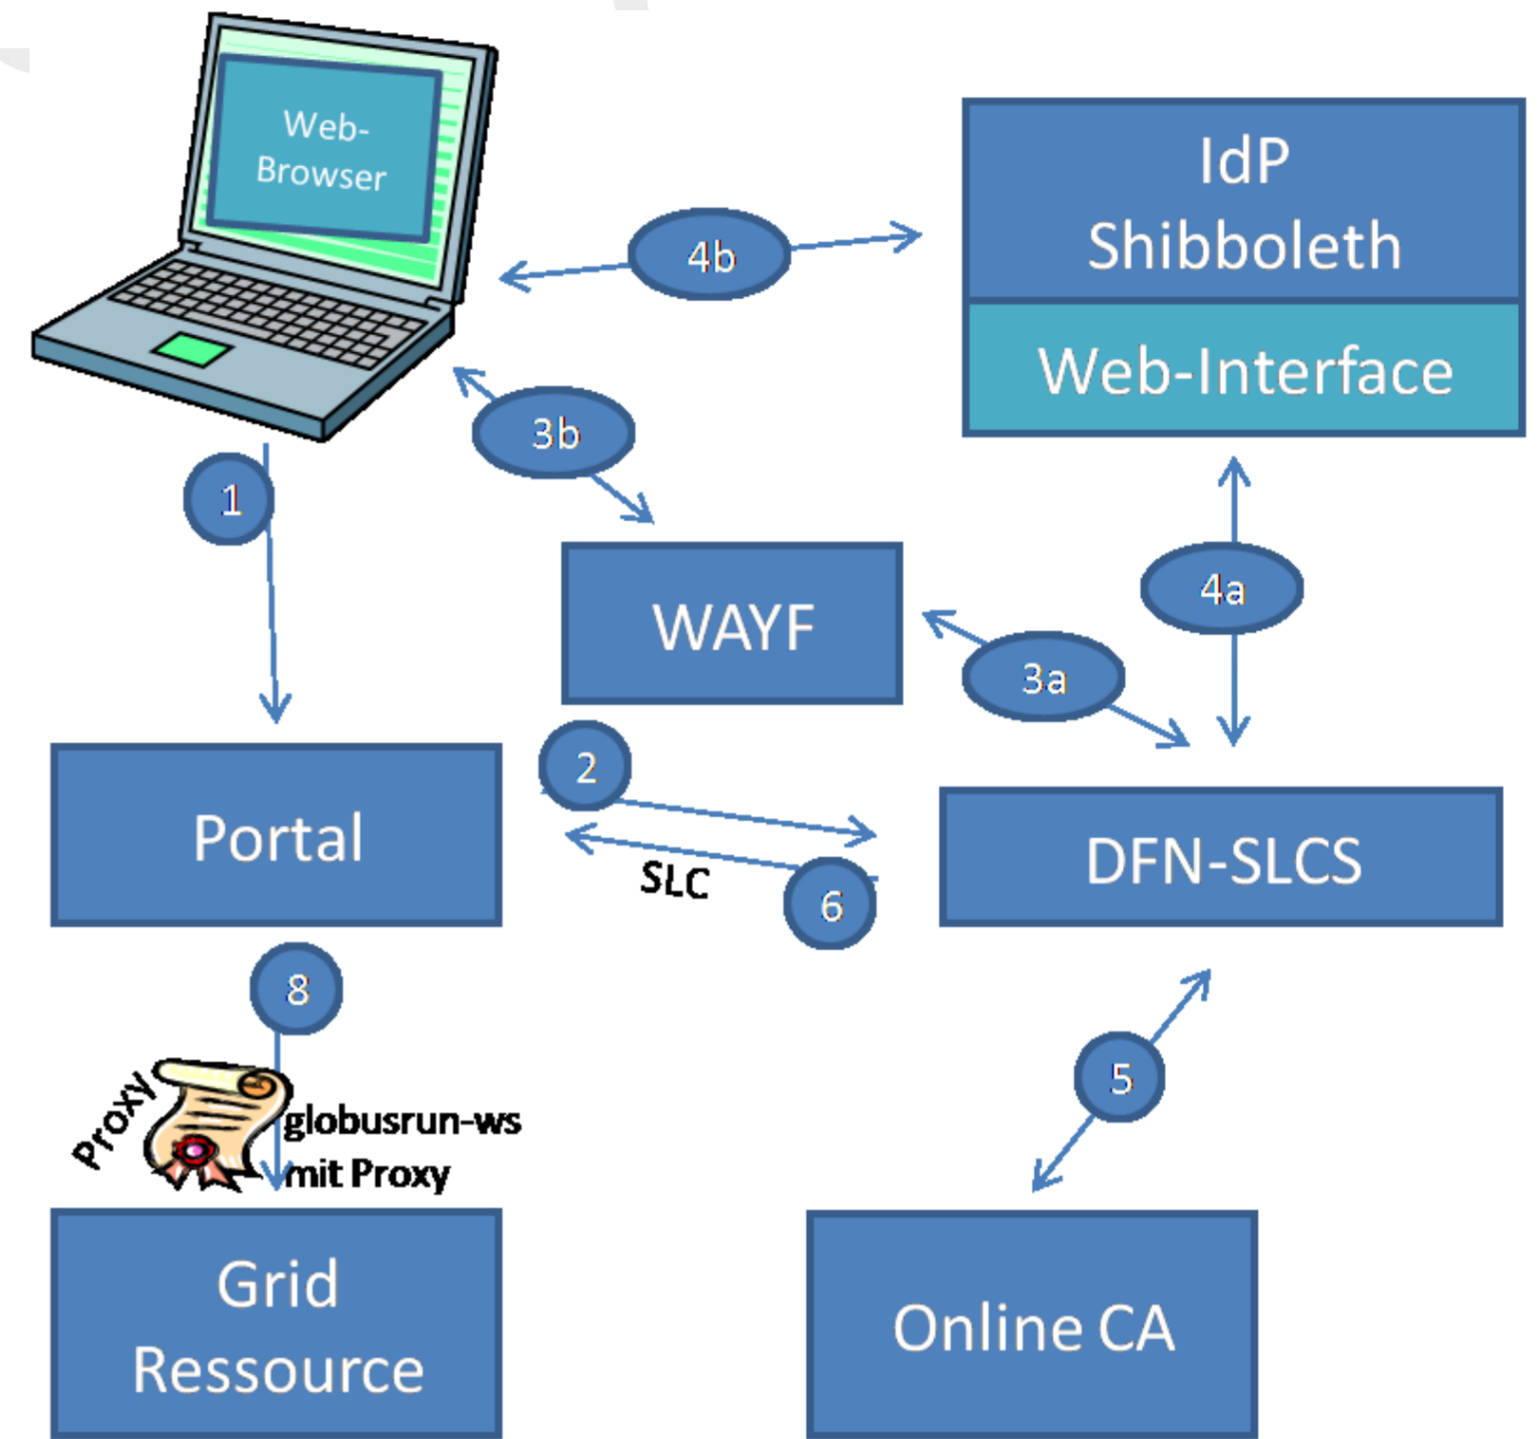 Web-
Browser
IdP
Shibboleth
Web-Interface
4b
3b
1
4a
WAYF
3a
2
Portal
SLC
6
DFN-SLCS
8
5
Proxy
globusrun-ws
mit Proxy
Grid
Ressource
Online CA